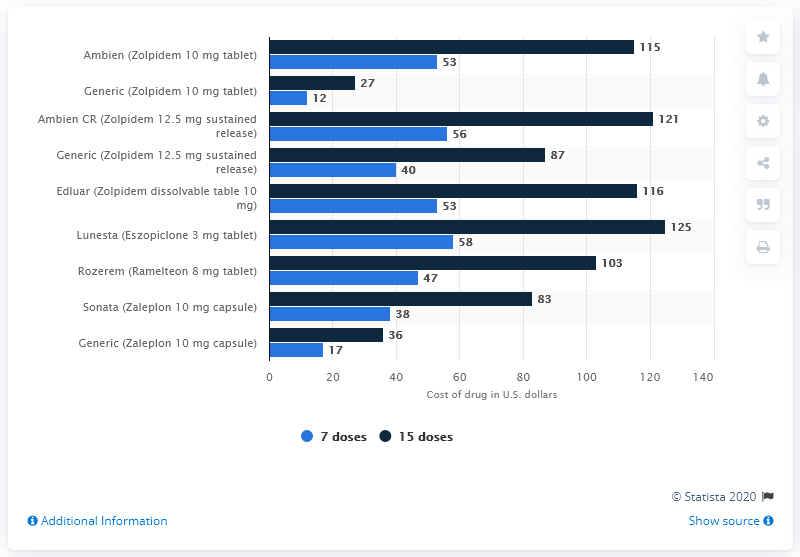 Ambien (Zolpidem 10 mg tablet)
115
53
Generic (Zolpidem 10 mg tablet)
27
12
Ambien CR (Zolpidem 12.5 mg sustained
release)
121
56
Generic (Zolpidem 12.5 mg sustained
release)
87
40
Edluar (Zolpidem dissolvable table 10
mg)
116
53
Lunesta (Eszopiclone 3 mg tablet)
125
58
Rozerem (Ramelteon 8 mg tablet)
103
47
Sonata (Zaleplon 10 mg capsule)
83
38
Generic (Zaleplon 10 mg capsule)
36
17
0 20 40 60 80 100 120 140
Cost of drug in U.S. dollars
7 doses 15 doses
© Statista 2020
Additional Information
Show source